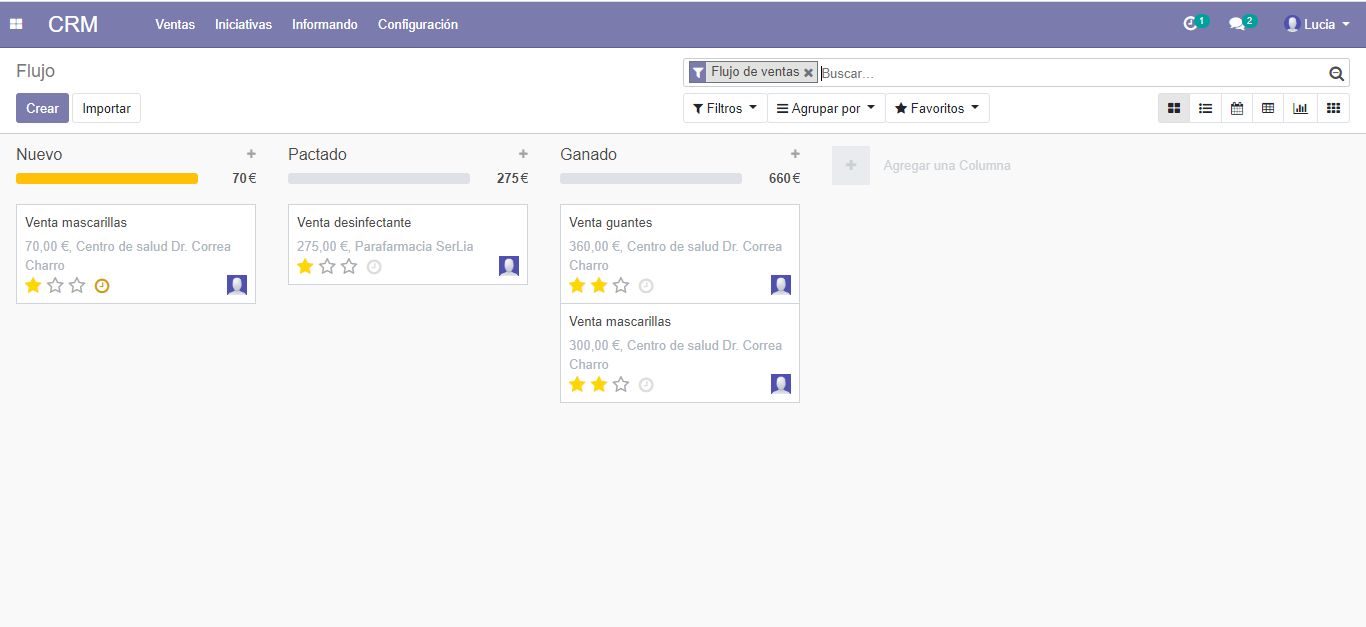 CRM Ventas Iniciativas Informando Configuración 1 2 Lucia
Flujo
Flujo de ventas Buscar...
Crear Importar
Filtros Agrupar por Favoritos
Nuevo
70 €
Venta mascarillas
70,00 €, Centro de salud Dr. Correa
Charro
Pactado
275 €
Venta desinfectante
275,00 €, Parafarmacia SerLia
Ganado
660 €
Venta guantes
360,00 €, Centro de salud Dr. Correa
Charro
Venta mascarillas
300,00 €, Centro de salud Dr. Correa
Charro
Agregar una Columna